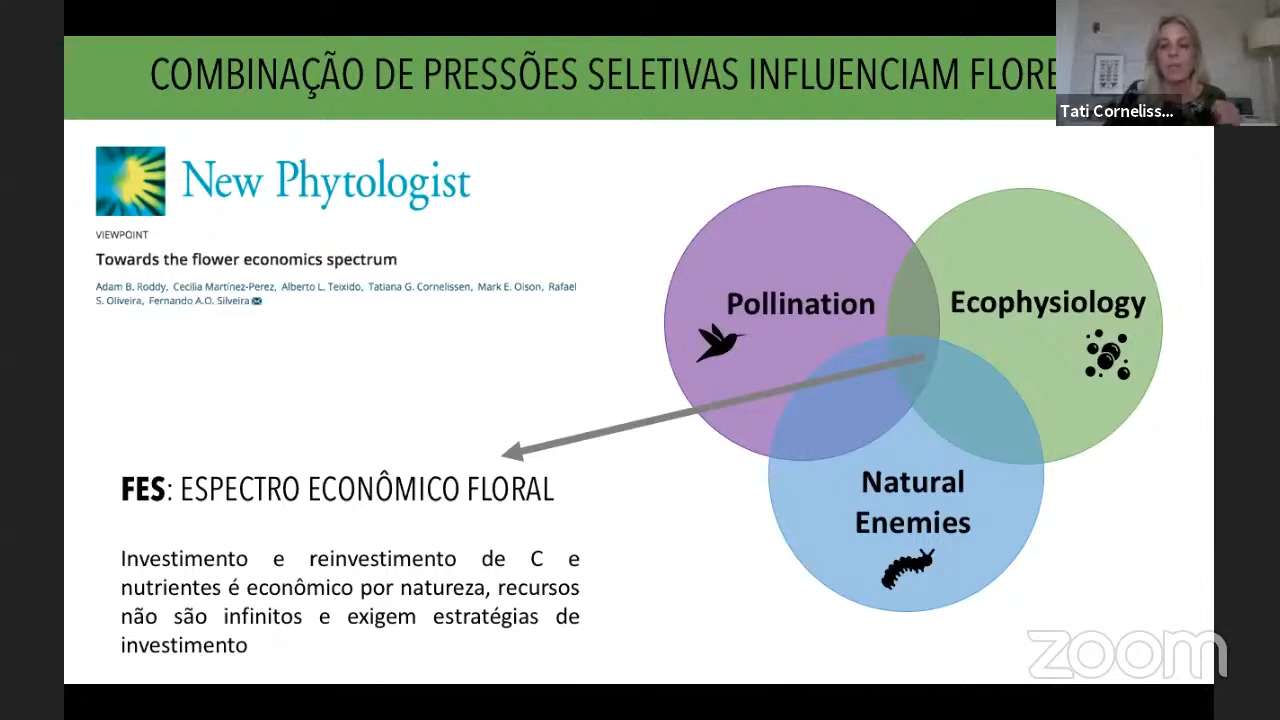 COMBINAÇÃO DE PRESSÕES SELETIVAS INFLUENCIAM FLORE
Tati Corneliss...
New Phytologist
VIEWPOINT
Towards the flower economics spectrum
Adam B. Roddy, Cecilia Martínez-Perez, Alberto L. Teixido, Tatiana G. Cornelissen, Mark E. Olson, Rafael
S. Oliveira, Fernando A.O. Silveira
Pollination
Ecophysiology
Natural
Enemies
FES: ESPECTRO ECONÔMICO FLORAL
Investimento e reinvestimento de C e
nutrientes é econômico por natureza, recursos
não são infinitos e exigem estratégias de
investimento
zoom